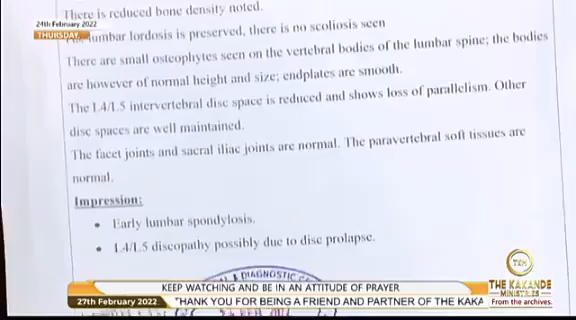 There is reduced bone density noted.
24th February 2022
THURSDAY
lumbar lordosis is preserved, there is no scoliosis seen
There are small osteophytes seen on the vertebral bodies of the lumbar spine; the bodies
are however of normal height and size; endplates are smooth.
The L4/L5 intervertebral disc space is reduced and shows loss of parallelism. Other
disc spaces are well maintained.
The facet joints and sacral iliac joints are normal. The paravertebral soft tissues are
normal.
Impression:
• Early lumbar spondylosis.
• L4/L5 discopathy possibly due to disc prolapse.
& DIAGNOSTIC
KEEP WATCHING AND BE IN AN ATTITUDE OF PRAYER
27th February 2022
"HANK YOU FOR BEING A FRIEND AND PARTNER OF THE KAKA
TKM
THE KAKANDE
MINISTRIES
From the archives.